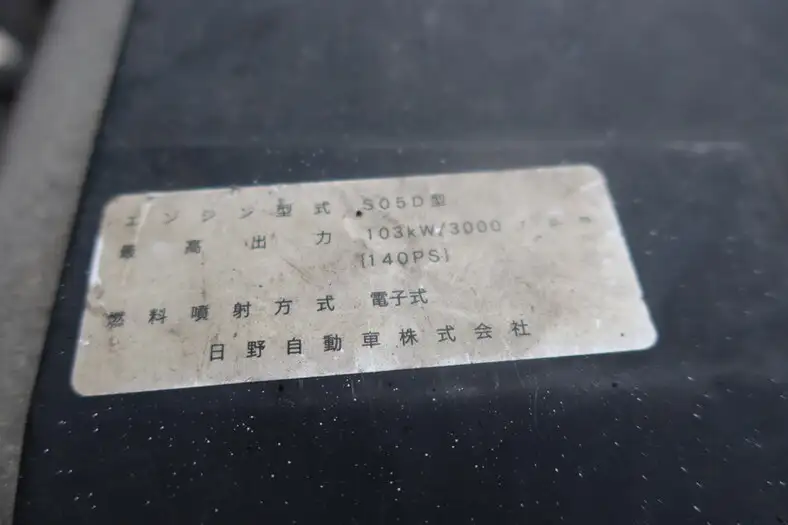 エンジン型式 S05D型
最高出力 103kW/3000
{140PS}
燃料噴射方式 電子式
日野自動車株式会社